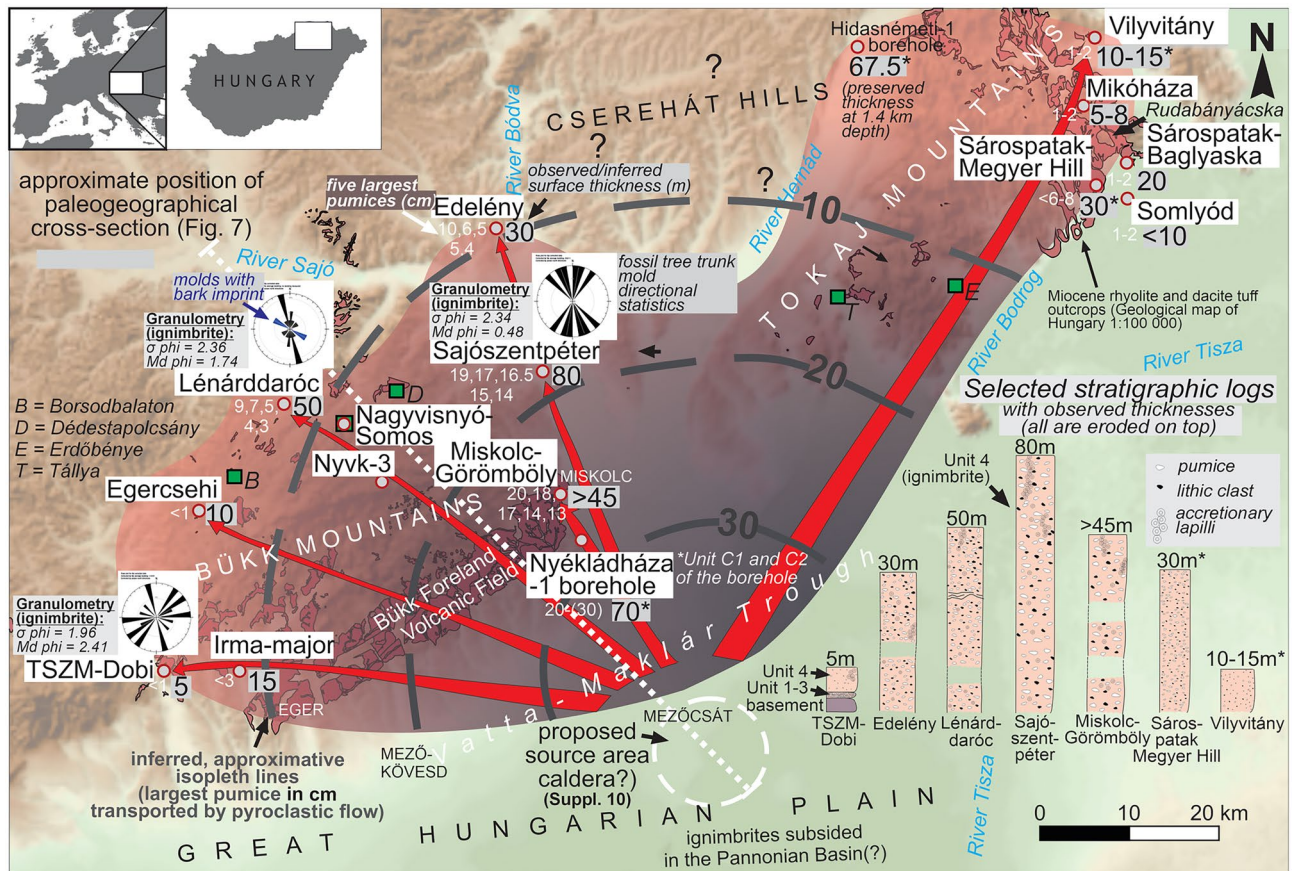 HUNGARY
N
approximate position of
paleogeographical
cross-section (Fig. 7)
River Sajó
molds with
bark imprint
Granulometry
(ignimbrite):
σ phi = 2.36
Md phi = 1.74
five largest
pumices (cm)
River Bódva
observed/inferred
surface thickness (m)
Edelény
10,6,5
5.4
30
CSEREHÁT HILLS
?
?
?
Hidasnémeti-1
borehole
67.5*
(preserved
thickness
at 1.4 km
depth)
River Hernád
TOKAJ MOUNTAINS
Vilyvitány
1-2
10-15*
Mikóháza
1-2
5-8
Rudabányácska
Sárospatak-
Megyer Hill
<6-8
30*
Sárospatak-
Baglyaska
1-2
20
Somlyód
1-2
<10
Miocene rhyolite and dacite tuff
outcrops (Geological map of
Hungary 1:100 000)
River Bodrog
River Tisza
Granulometry
(ignimbrite):
σ phi = 2.34
Md phi = 0.48
fossil tree trunk
mold
directional
statistics
10
20
30
T
E
Sajószentpéter
19,17,16.5
15,14
80
Lénárddaróc
9,7,5
4,3
50
B = Borsodbalaton
D = Dédestapolcsány
E = Erdőbénye
T = Tállya
D
Nagyvisnyó-
Somos
Nyvk-3
Miskolc-
Görömböly
MISKOLC
20,18,
17,14,13
>45
B
Egercsehi
<1
10
BÜKK MOUNTAINS
Bükk Foreland
Volcanic Field
Nyékládháza
-1 borehole
20 (30)
70*
*Unit C1 and C2
of the borehole
Granulometry
(ignimbrite):
σ phi = 1.96
Md phi = 2.41
TSZM-Dobi
<1
5
Irma-major
<3
15
EGER
Vatta-Maklár Trough
MEZŐ-
KÖVESD
MEZŐCSÁT
proposed
source area
caldera?)
(Suppl. 10)
inferred, approximative
isopleth lines
(largest pumice in cm
transported by pyroclastic flow)
GREAT HUNGARIAN PLAIN
ignimbrites subsided
in the Pannonian Basin(?)
River Tisza
Selected stratigraphic logs
with observed thicknesses
(all are eroded on top)
Unit 4
(ignimbrite)
pumice
lithic clast
accretionary
lapilli
5m
30m
50m
80m
>45m
30m*
10-15m*
Unit 4
Unit 1-3
basement
TSZM-
Dobi
Edelény
Lénárd-
daróc
Sajó-
szent-
péter
Miskolc-
Görömböly
Sáros-
patak
Megyer Hill
Vilyvitány
0 10 20 km